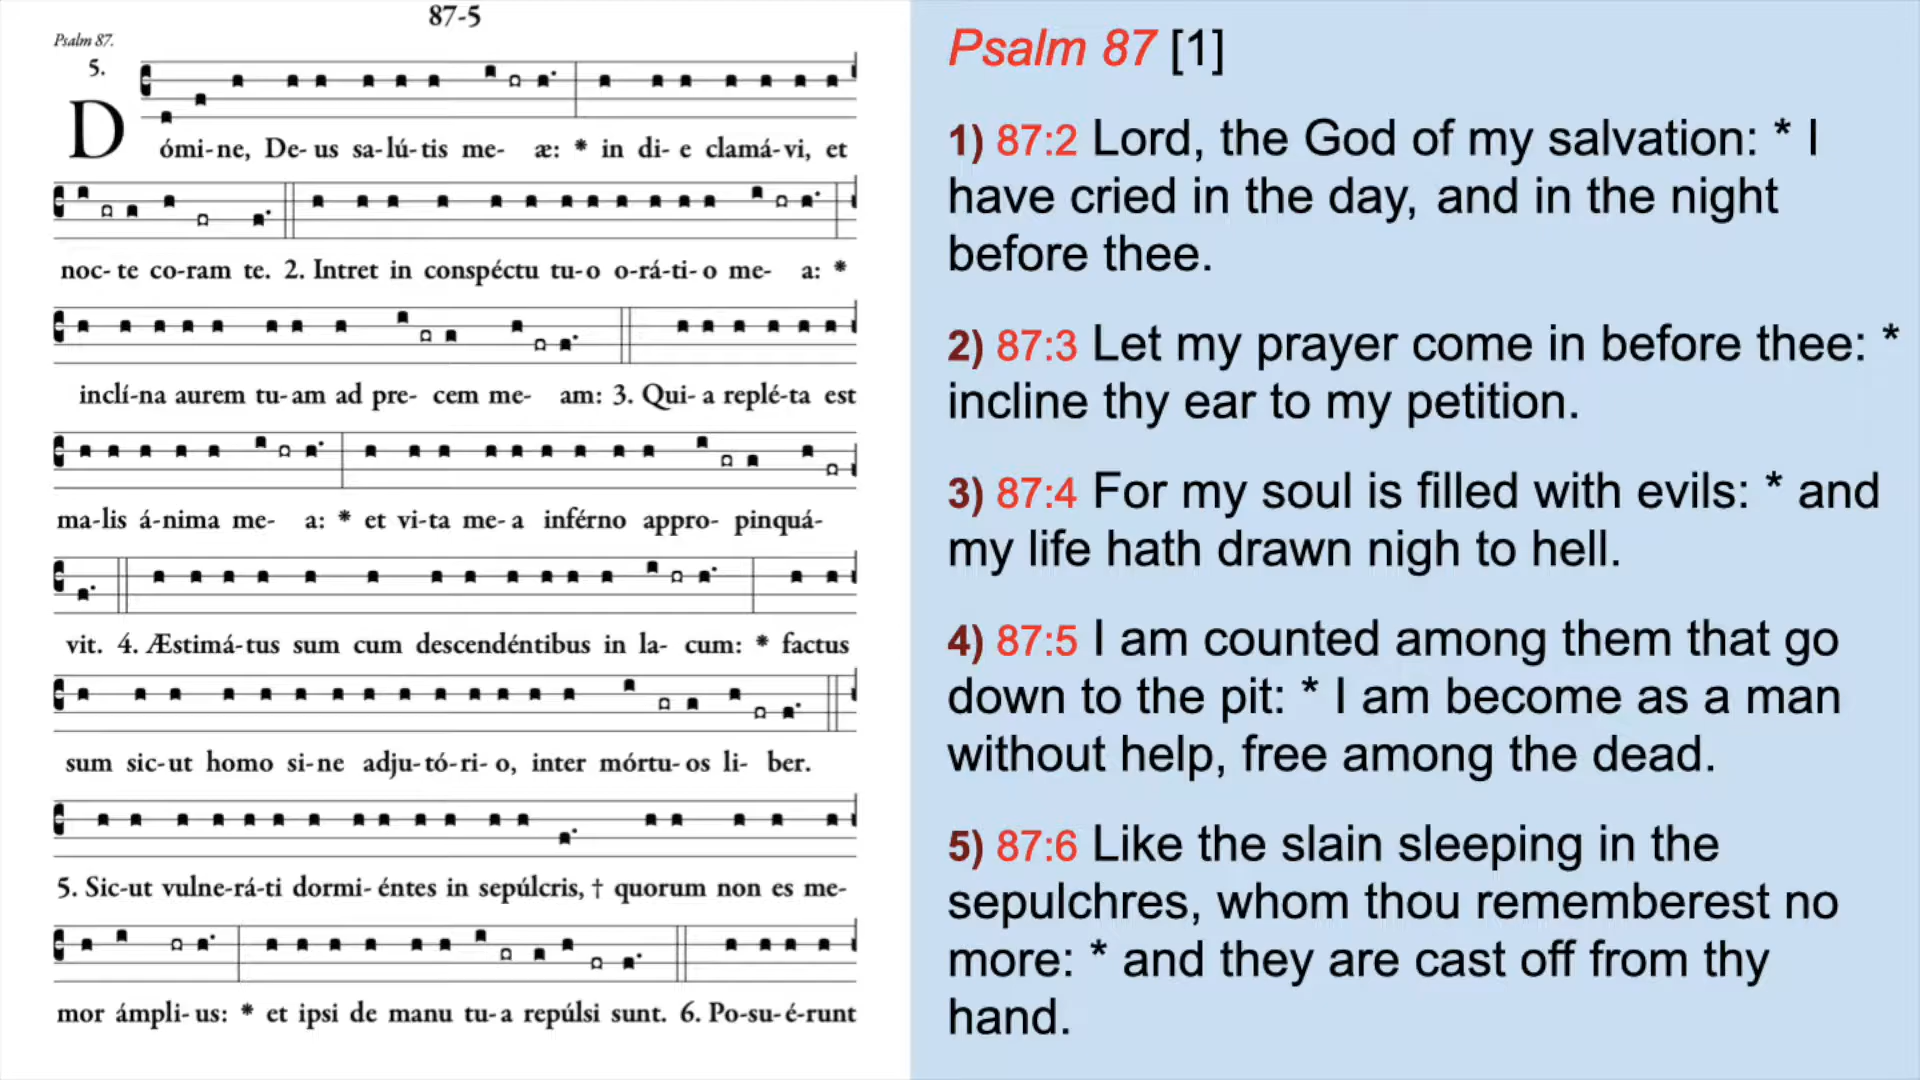 87-5
Psalm 87.
5.
Dómi-ne, De-us sa-lú-tis me- æ: * in di- e clamá-vi, et
noc-te co-ram te. 2. Intret in conspéctu tu-o o-rá-ti-o me- a: *
inclí-na aurem tu-am ad pre- cem me- am: 3. Qui-a replé-ta est
ma-lis á-nima me- a: * et vi-ta me-a inférno appro- pinquá-
vit. 4. Æstimá-tus sum cum descendéntibus in la- cum: * factus
sum sic-ut homo si-ne adju-tó-ri-o, inter mórtu-os li- ber.
5. Sic-ut vulne-rá-ti dormi-éntes in sepúlcris, † quorum non es me-
mor ámpli-us: * et ipsi de manu tu-a repúlsi sunt. 6. Po-su-é-runt
Psalm 87 [1]
1) 87:2 Lord, the God of my salvation: * I
have cried in the day, and in the night
before thee.
2) 87:3 Let my prayer come in before thee: *
incline thy ear to my petition.
3) 87:4 For my soul is filled with evils: * and
my life hath drawn nigh to hell.
4) 87:5 I am counted among them that go
down to the pit: * I am become as a man
without help, free among the dead.
5) 87:6 Like the slain sleeping in the
sepulchres, whom thou rememberest no
more: * and they are cast off from thy
hand.